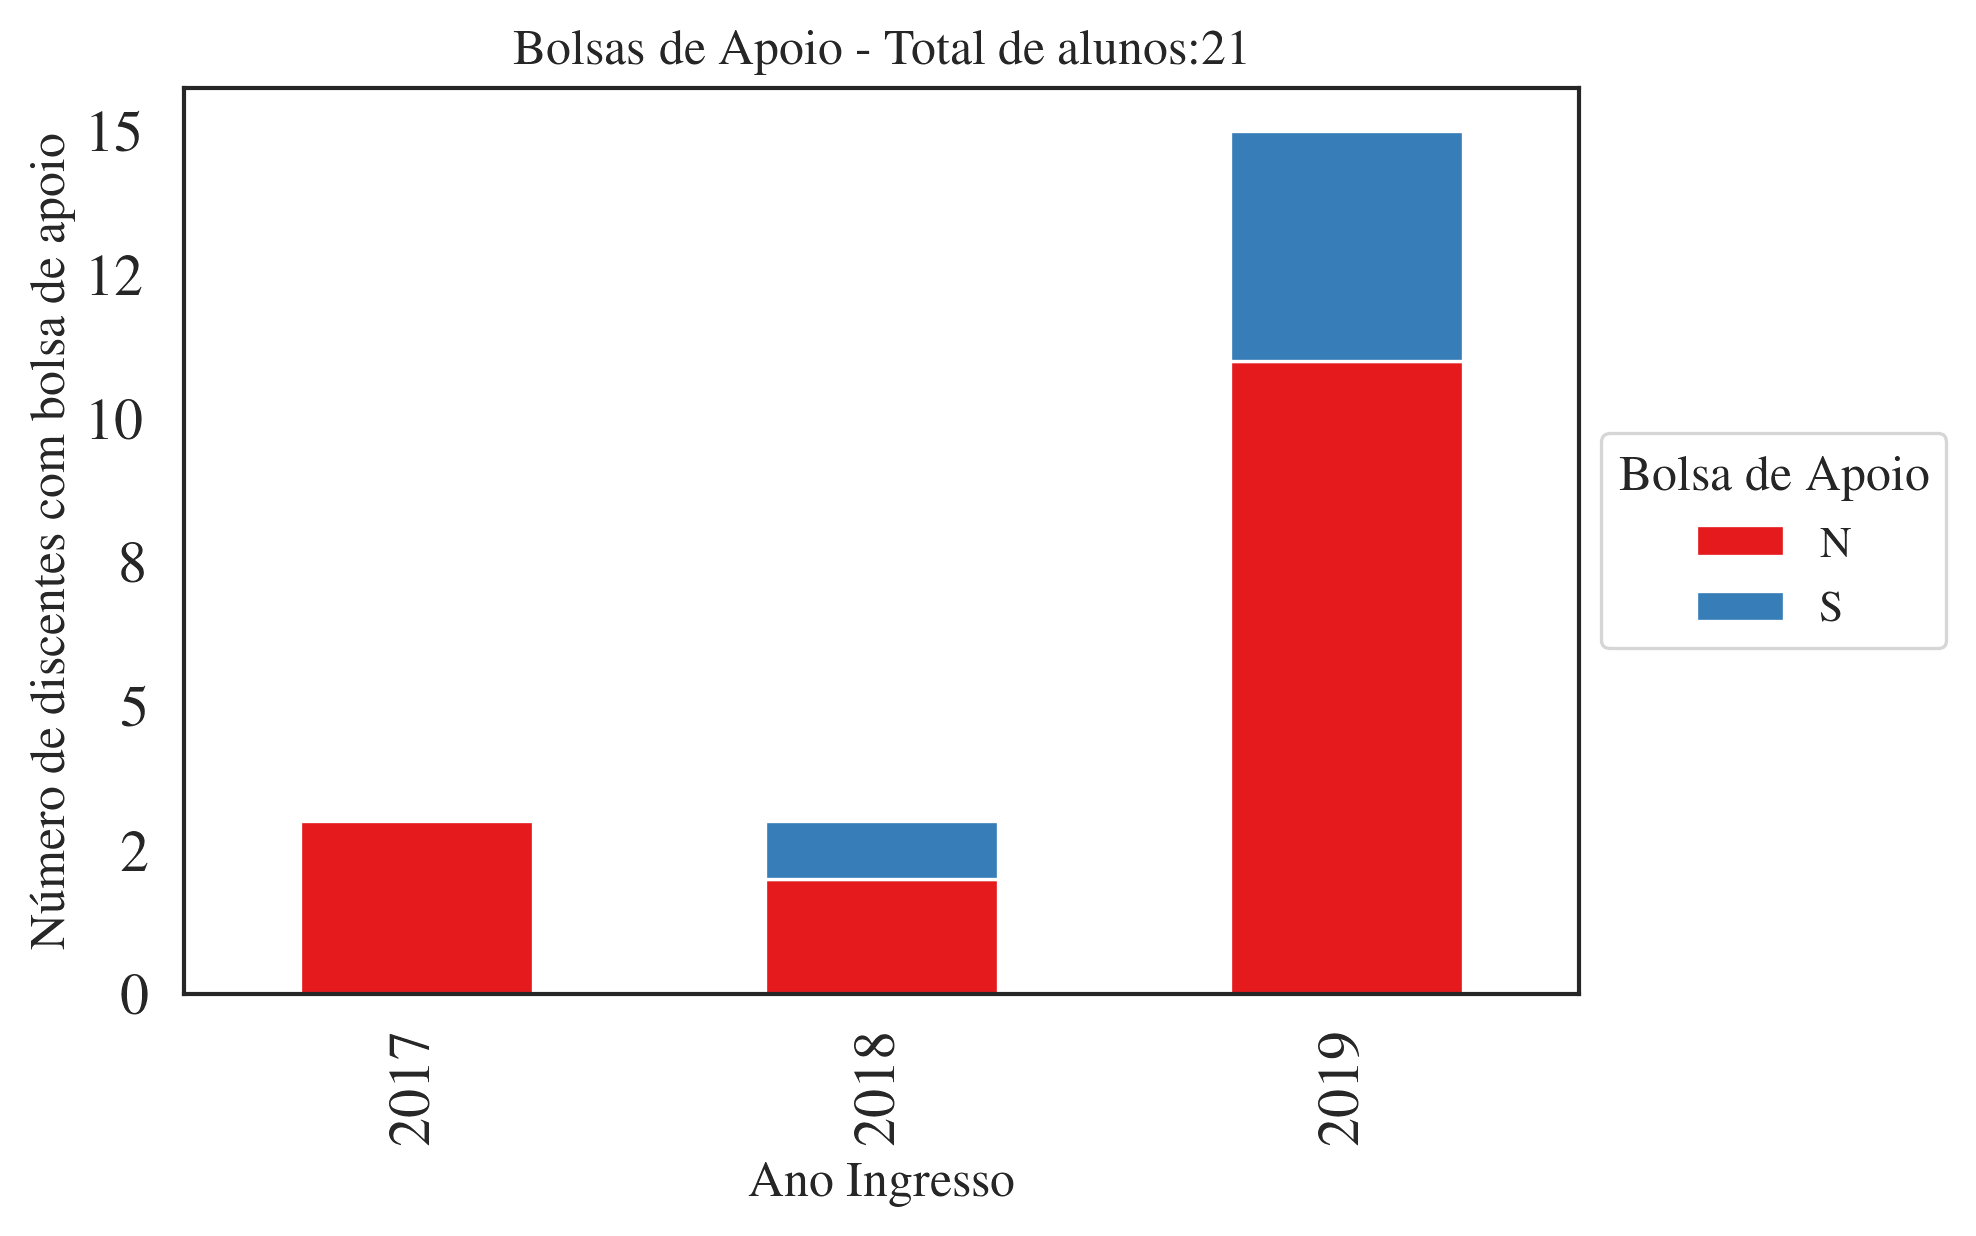 Bolsas de Apoio - Total de alunos:21
Número de discentes com bolsa de apoio
15
12
10
8
5
2
0
2017
2018
2019
Ano Ingresso
Bolsa de Apoio
N
S